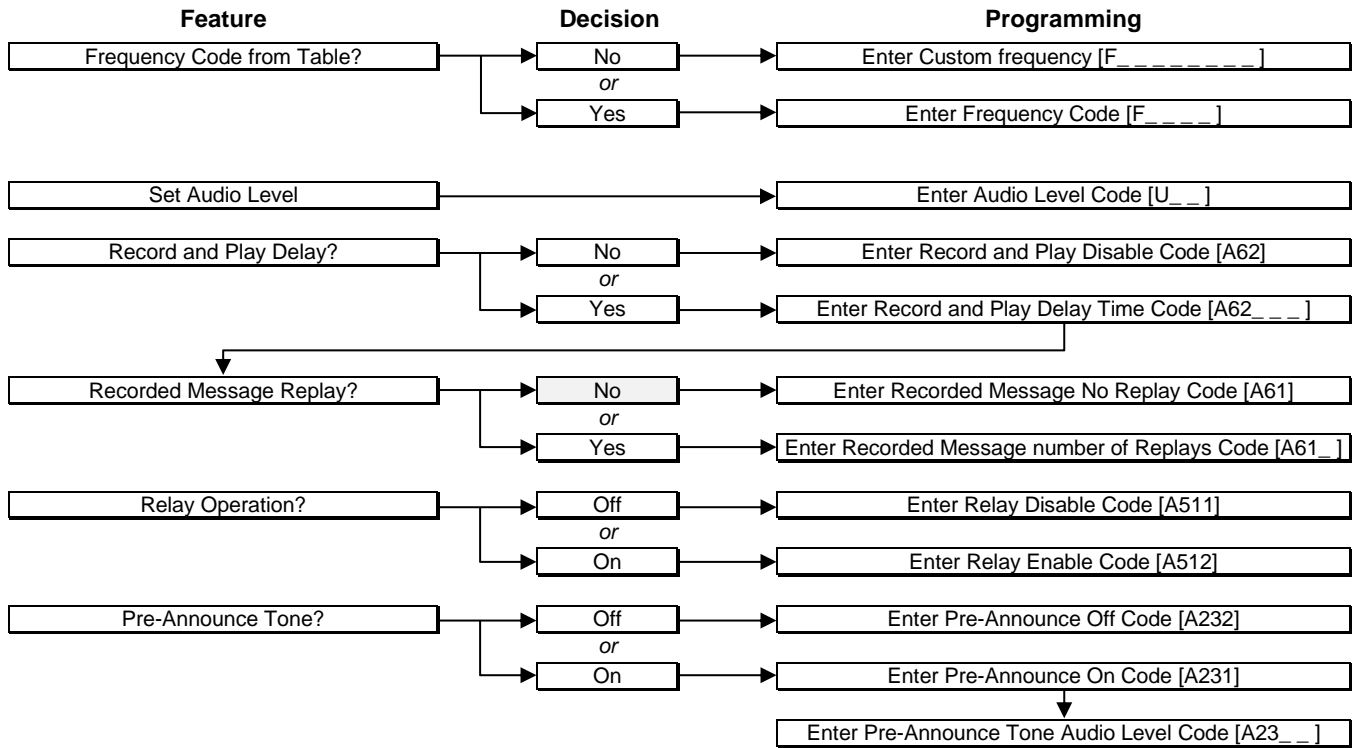 Feature Decision Programming
Frequency Code from Table? No Enter Custom frequency [F_ _ _ _ _ _ _ _ ]
or
Yes Enter Frequency Code [F_ _ _ _ ]
Set Audio Level Enter Audio Level Code [U_ _ ]
Record and Play Delay? No Enter Record and Play Disable Code [A62]
or
Yes Enter Record and Play Delay Time Code [A62_ _ _ ]
Recorded Message Replay? No Enter Recorded Message No Replay Code [A61]
or
Yes Enter Recorded Message number of Replays Code [A61_ ]
Relay Operation? Off Enter Relay Disable Code [A511]
or
On Enter Relay Enable Code [A512]
Pre-Announce Tone? Off Enter Pre-Announce Off Code [A232]
or
On Enter Pre-Announce On Code [A231]
Enter Pre-Announce Tone Audio Level Code [A23_ _ ]